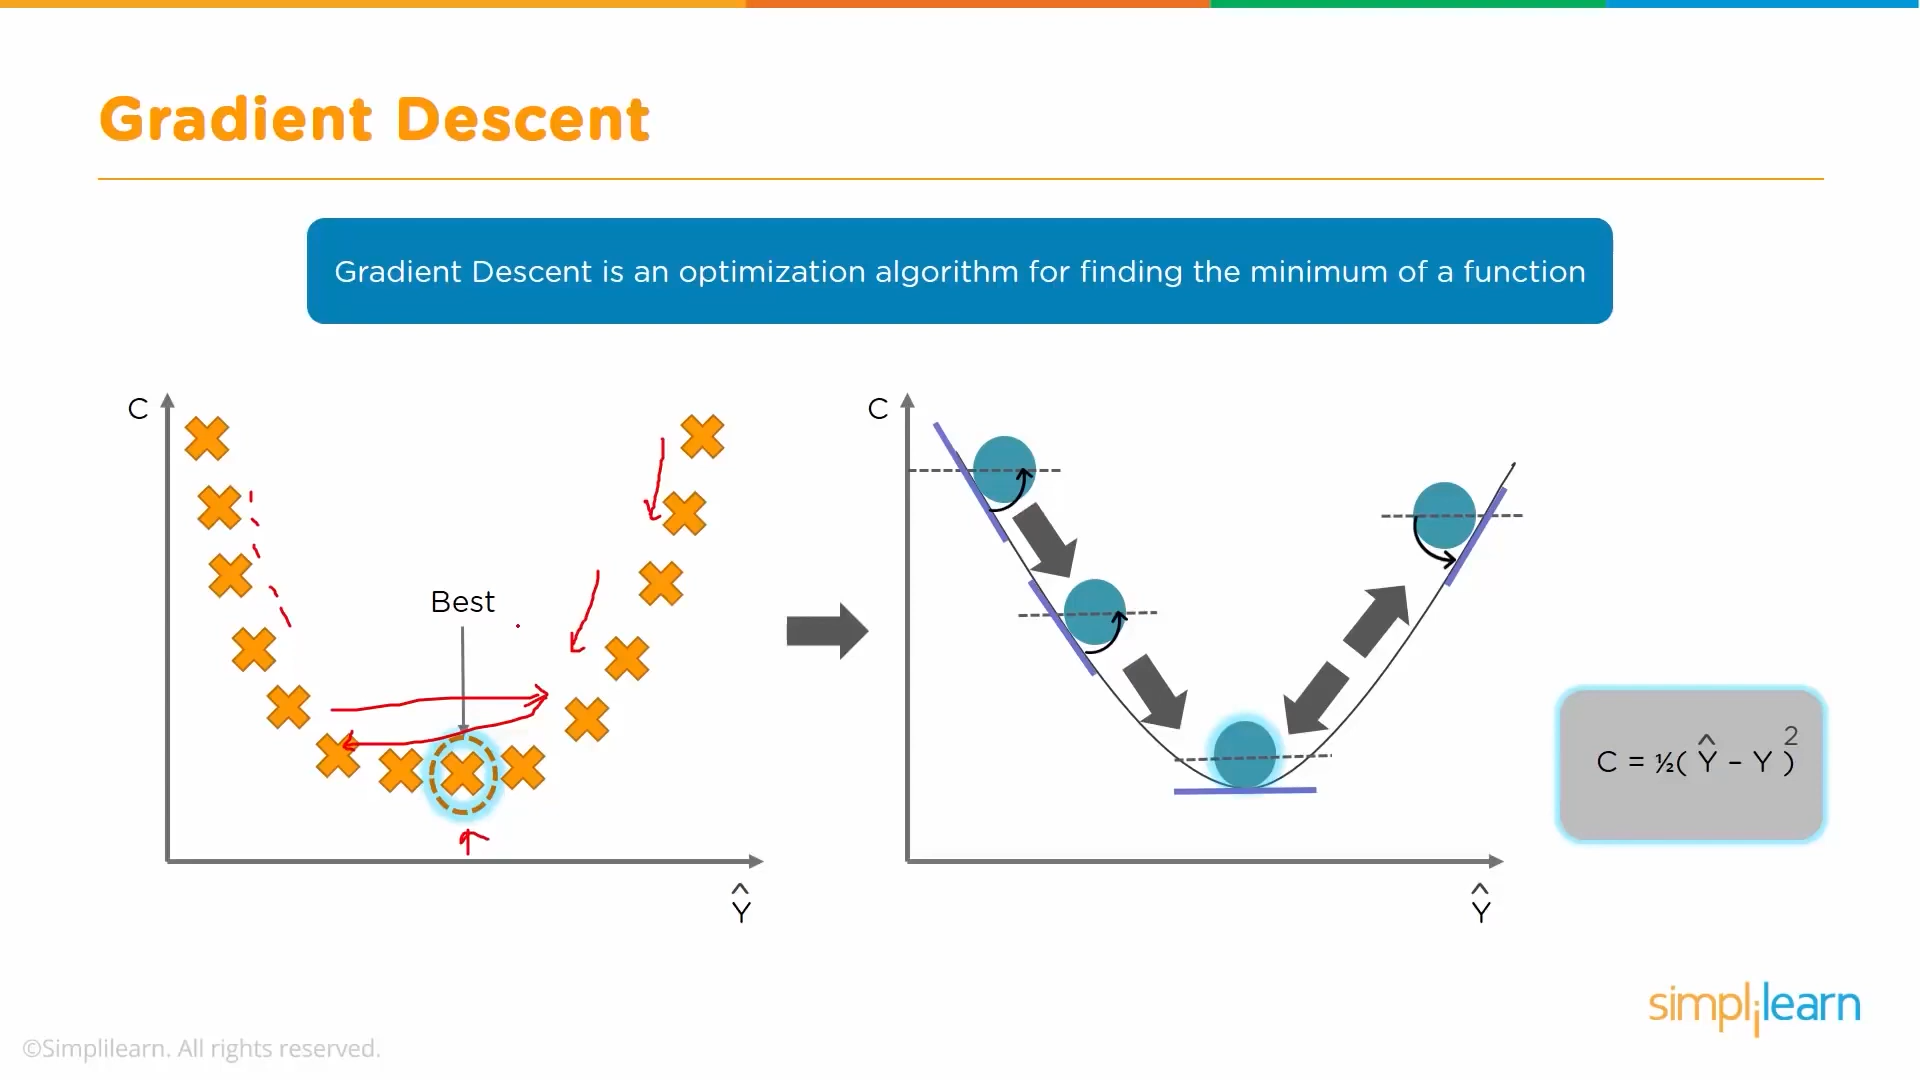 Gradient Descent
Gradient Descent is an optimization algorithm for finding the minimum of a function
C
Best
^
Y
C
^
Y
C = ½( Ŷ – Y )²
simplilearn
©Simplilearn. All rights reserved.